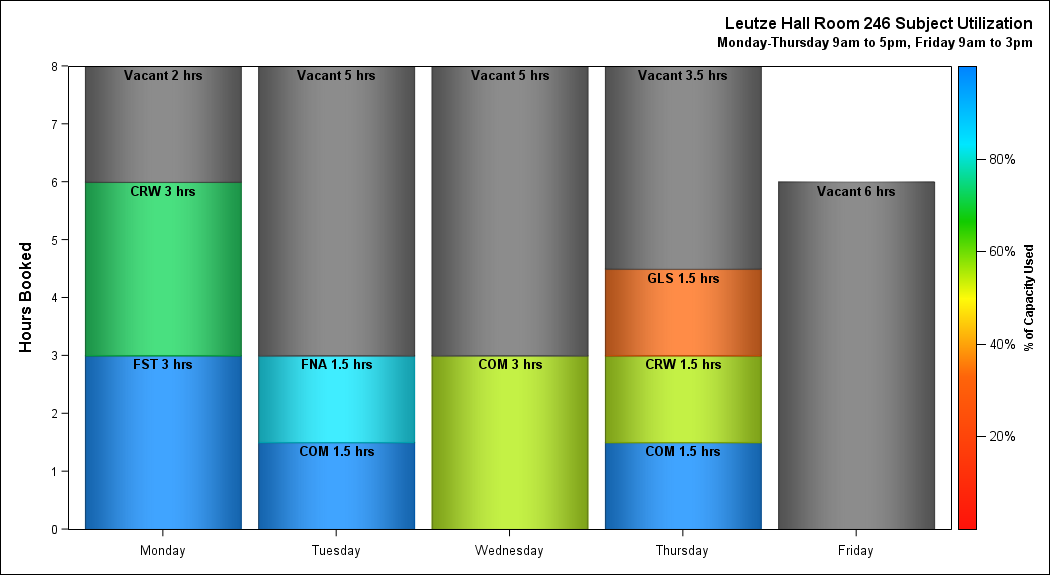 Leutze Hall Room 246 Subject Utilization
Monday-Thursday 9am to 5pm, Friday 9am to 3pm
Hours Booked
8
7
6
5
4
3
2
1
0
Vacant 2 hrs
CRW 3 hrs
FST 3 hrs
Vacant 5 hrs
FNA 1.5 hrs
COM 1.5 hrs
Vacant 5 hrs
COM 3 hrs
Vacant 3.5 hrs
GLS 1.5 hrs
CRW 1.5 hrs
COM 1.5 hrs
Vacant 6 hrs
Monday
Tuesday
Wednesday
Thursday
Friday
80%
60%
40%
20%
% of Capacity Used